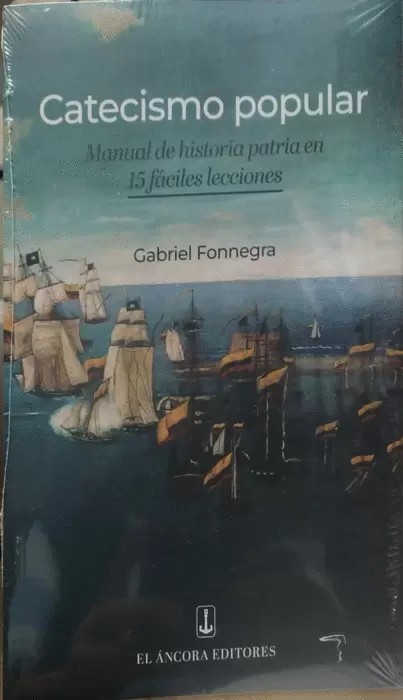 Catecismo popular
Manual de historia patria en
15 fáciles lecciones
Gabriel Fonnegra
EL ÁNCORA EDITORES